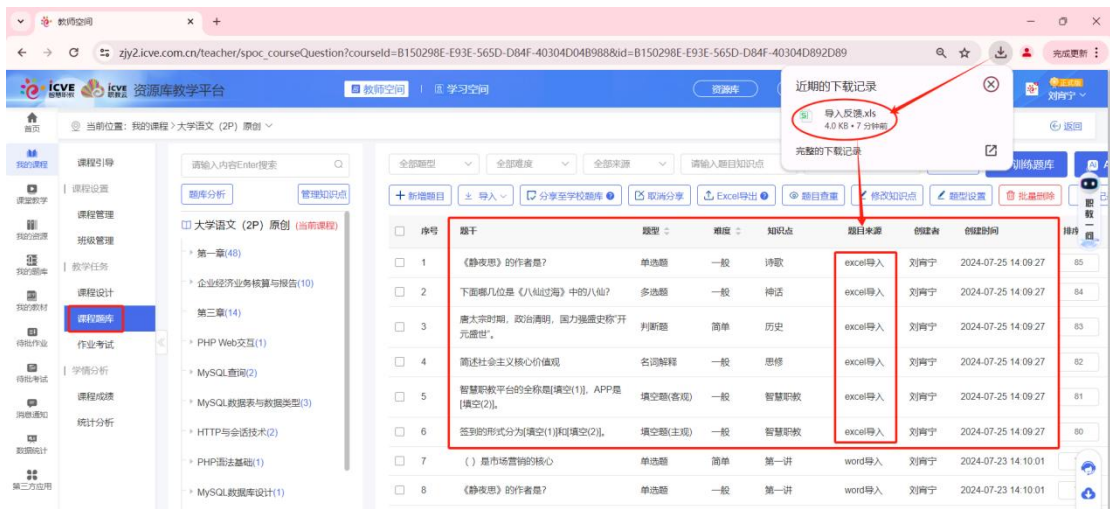 教师空间
zjy2.icve.com.cn/teacher/spoc_courseQuestion?courseId=B150298E-E93E-565D-D84F-40304D04B988&id=B150298E-E93E-565D-D84F-40304D892D89
完成更新
icve 智慧职教 icve 职教云 资源库教学平台
教师空间 学习空间 资源库
正式版
刘宵宁
近期的下载记录
导入反馈.xls
4.0 KB • 7 分钟前
完整的下载记录
首页
当前位置：我的课程 > 大学语文（2P）原创
返回
我的课程
课堂教学
我的资源
我的题库
我的教材
待批作业
待批考试
消息通知
数据统计
第三方应用
课程引导
课程设置
课程管理
班级管理
教学任务
课程设计
课程题库
作业考试
学情分析
课程成绩
统计分析
请输入内容Enter搜索
题库分析 管理知识点
大学语文（2P）原创 (当前课程)
第一章(48)
企业经济业务核算与报告(10)
第三章(14)
PHP Web交互(1)
MySQL查询(2)
MySQL数据表与数据类型(3)
HTTP与会话技术(2)
PHP语法基础(1)
MySQL数据库设计(1)
全部题型 全部难度 全部来源 请输入题目知识点 训练题库
新增题目 导入 分享至学校题库 取消分享 Excel导出 题目查重 修改知识点 题型设置 批量删除
职教一问
序号 题干 题型 难度 知识点 题目来源 创建者 创建时间 排序
1 《静夜思》的作者是？ 单选题 一般 诗歌 excel导入 刘宵宁 2024-07-25 14:09:27 85
2 下面哪几位是《八仙过海》中的八仙？ 多选题 一般 神话 excel导入 刘宵宁 2024-07-25 14:09:27 84
3 唐太宗时期，政治清明，国力强盛史称"开元盛世"。 判断题 简单 历史 excel导入 刘宵宁 2024-07-25 14:09:27 83
4 简述社会主义核心价值观 名词解释 一般 思修 excel导入 刘宵宁 2024-07-25 14:09:27 82
5 智慧职教平台的全称是[填空(1)]，APP是[填空(2)]。 填空题(客观) 一般 智慧职教 excel导入 刘宵宁 2024-07-25 14:09:27 81
6 签到的形式分为[填空(1)]和[填空(2)]。 填空题(主观) 一般 智慧职教 excel导入 刘宵宁 2024-07-25 14:09:27 80
7 （ ）是市场营销的核心 单选题 简单 第一讲 word导入 刘宵宁 2024-07-23 14:10:01
8 《静夜思》的作者是？ 单选题 一般 第一讲 word导入 刘宵宁 2024-07-23 14:10:01